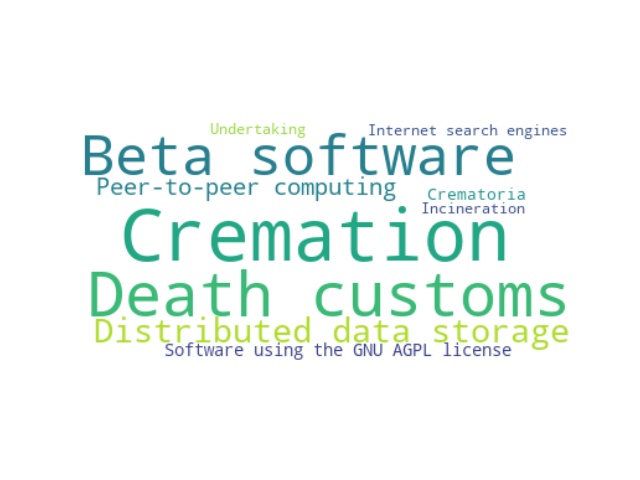 Undertaking
Internet search engines
Beta software
Peer-to-peer computing
Crematoria
Incineration
Cremation
Death customs
Distributed data storage
Software using the GNU AGPL license